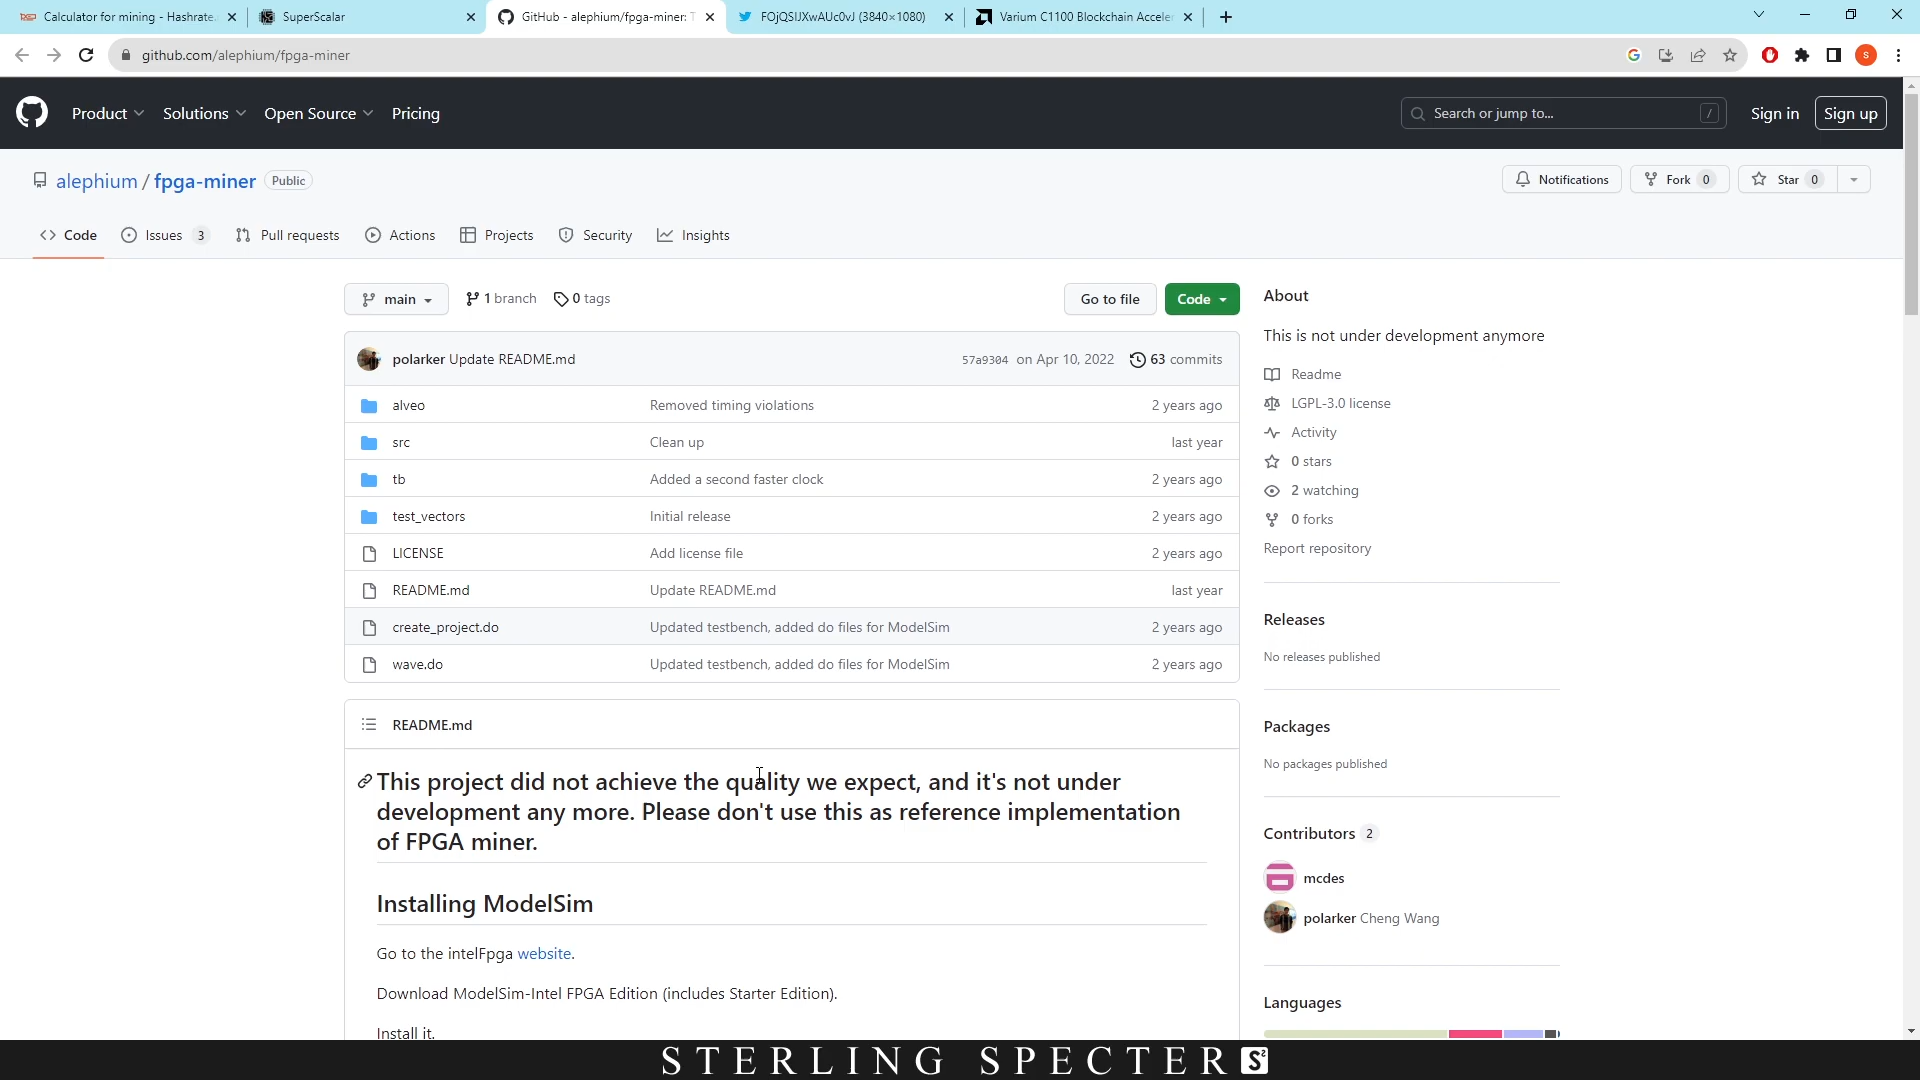 Calculator for mining - Hashrate.
SuperScalar
GitHub - alephium/fpga-miner: T
FOjQSIJXwAUc0vJ (3840×1080)
Varium C1100 Blockchain Acceler
github.com/alephium/fpga-miner
Product
Solutions
Open Source
Pricing
Search or jump to...
/
Sign in
Sign up
alephium / fpga-miner
Public
Notifications
Fork 0
Star 0
Code
Issues 3
Pull requests
Actions
Projects
Security
Insights
main
1 branch
0 tags
Go to file
Code
polarker Update README.md
57a9304 on Apr 10, 2022
63 commits
alveo Removed timing violations 2 years ago
src Clean up last year
tb Added a second faster clock 2 years ago
test_vectors Initial release 2 years ago
LICENSE Add license file 2 years ago
README.md Update README.md last year
create_project.do Updated testbench, added do files for ModelSim 2 years ago
wave.do Updated testbench, added do files for ModelSim 2 years ago
README.md
This project did not achieve the quality we expect, and it's not under
development any more. Please don't use this as reference implementation
of FPGA miner.
Installing ModelSim
Go to the intelFpga website.
Download ModelSim-Intel FPGA Edition (includes Starter Edition).
Install it.
About
This is not under development anymore
Readme
LGPL-3.0 license
Activity
0 stars
2 watching
0 forks
Report repository
Releases
No releases published
Packages
No packages published
Contributors 2
mcdes
polarker Cheng Wang
Languages
STERLING SPECTER S²